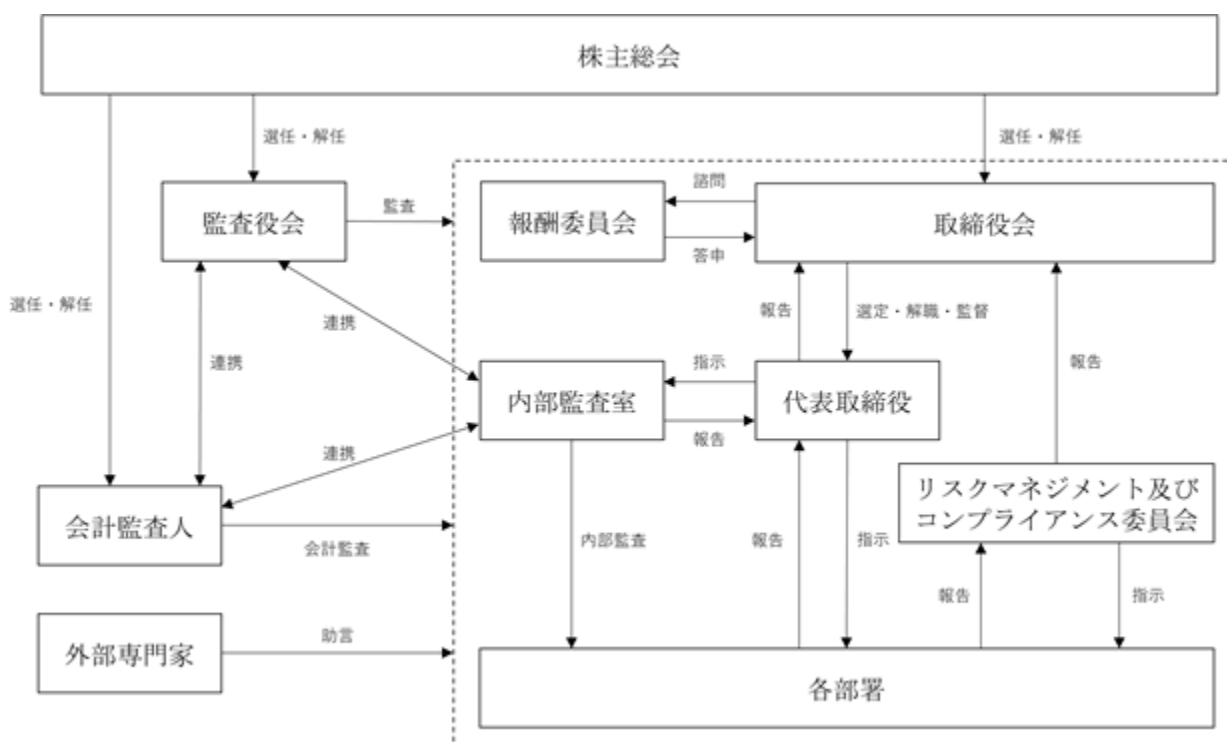 株主総会
選任・解任
選任・解任
選任・解任
監査役会
監査
報酬委員会
諮問
答申
取締役会
連携
連携
報告
選定・解職・監督
報告
内部監査室
指示
報告
代表取締役
連携
リスクマネジメント及び
コンプライアンス委員会
会計監査人
会計監査
内部監査
報告
指示
報告
指示
外部専門家
助言
各部署